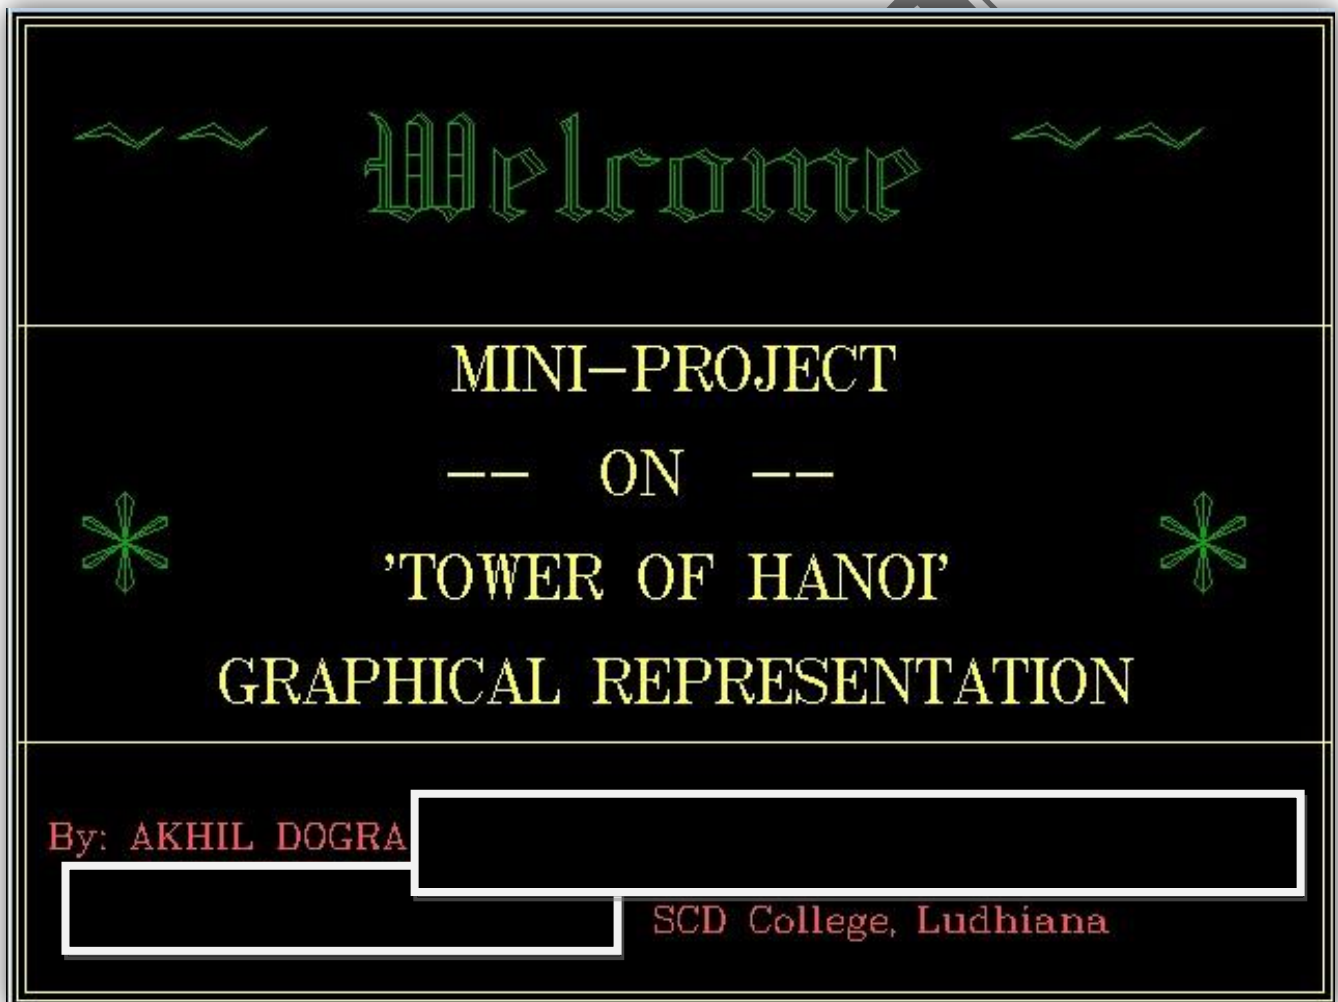 ~~ Welcome ~~
MINI-PROJECT
-- ON --
* 'TOWER OF HANOI' *
GRAPHICAL REPRESENTATION
By: AKHIL DOGRA
SCD College, Ludhiana